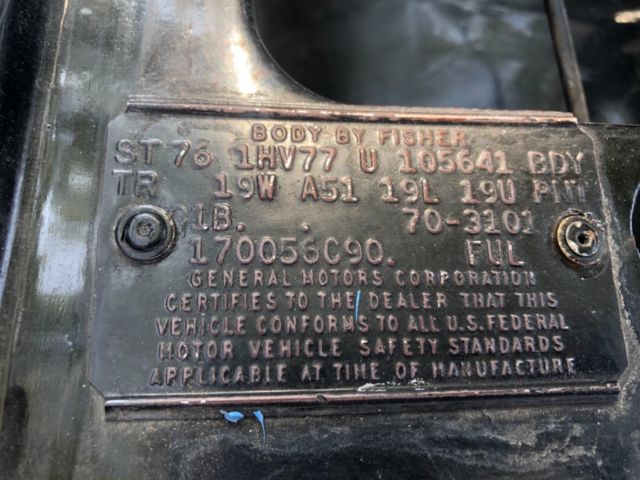 BODY BY FISHER
ST 76 1HV77 U 105641 BDY
TR 19W A51 19L 19U PNT
01B. . 70-3101
170056C90. FUL
GENERAL MOTORS CORPORATION
CERTIFIES TO THE DEALER THAT THIS
VEHICLE CONFORMS TO ALL U.S. FEDERAL
MOTOR VEHICLE SAFETY STANDARDS
APPLICABLE AT TIME OF MANUFACTURE